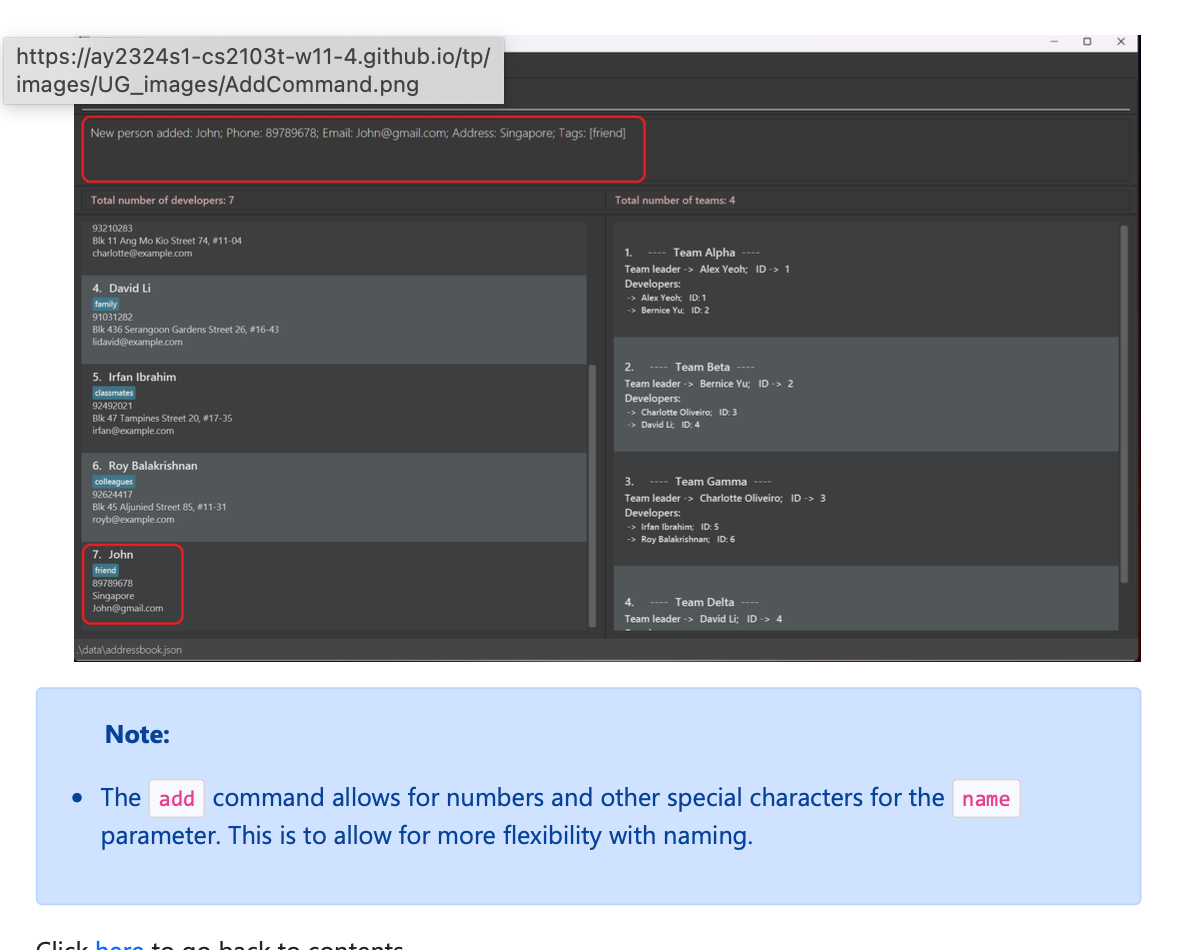 https://ay2324s1-cs2103t-w11-4.github.io/tp/
images/UG_images/AddCommand.png
New person added: John; Phone: 89789678; Email: John@gmail.com; Address: Singapore; Tags: [friend]
Total number of developers: 7
93210283
Blk 11 Ang Mo Kio Street 74, #11-04
charlotte@example.com
4. David Li
family
91031282
Blk 436 Serangoon Gardens Street 26, #16-43
lidavid@example.com
5. Irfan Ibrahim
classmates
92492021
Blk 47 Tampines Street 20, #17-35
irfan@example.com
6. Roy Balakrishnan
colleagues
92624417
Blk 45 Aljunied Street 85, #11-31
royb@example.com
7. John
friend
89789678
Singapore
John@gmail.com
Total number of teams: 4
1. ---- Team Alpha ----
Team leader -> Alex Yeoh; ID -> 1
Developers:
-> Alex Yeoh; ID: 1
-> Bernice Yu; ID: 2
2. ---- Team Beta ----
Team leader -> Bernice Yu; ID -> 2
Developers:
-> Charlotte Oliveiro; ID: 3
-> David Li; ID: 4
3. ---- Team Gamma ----
Team leader -> Charlotte Oliveiro; ID -> 3
Developers:
-> Irfan Ibrahim; ID: 5
-> Roy Balakrishnan; ID: 6
4. ---- Team Delta ----
Team leader -> David Li; ID -> 4
.\data\addressbook.json
Note:
• The add command allows for numbers and other special characters for the name
parameter. This is to allow for more flexibility with naming.
Click here to go back to contents